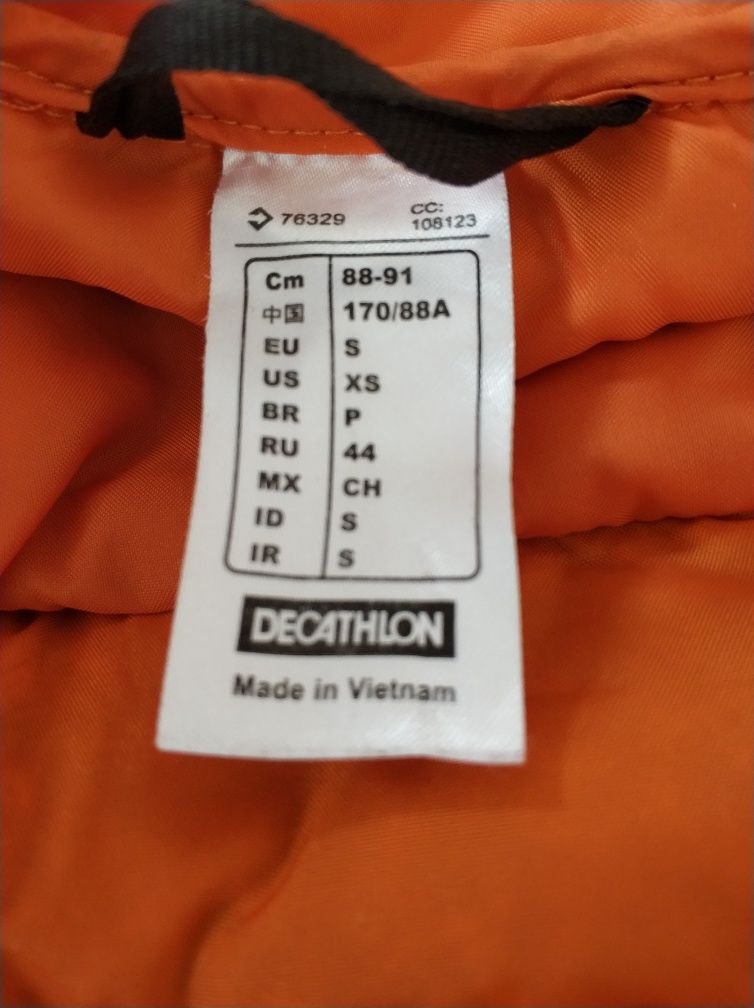 76329 CC: 108123
Cm 88-91
中国 170/88A
EU S
US XS
BR P
RU 44
MX CH
ID S
IR S
DECATHLON
Made in Vietnam